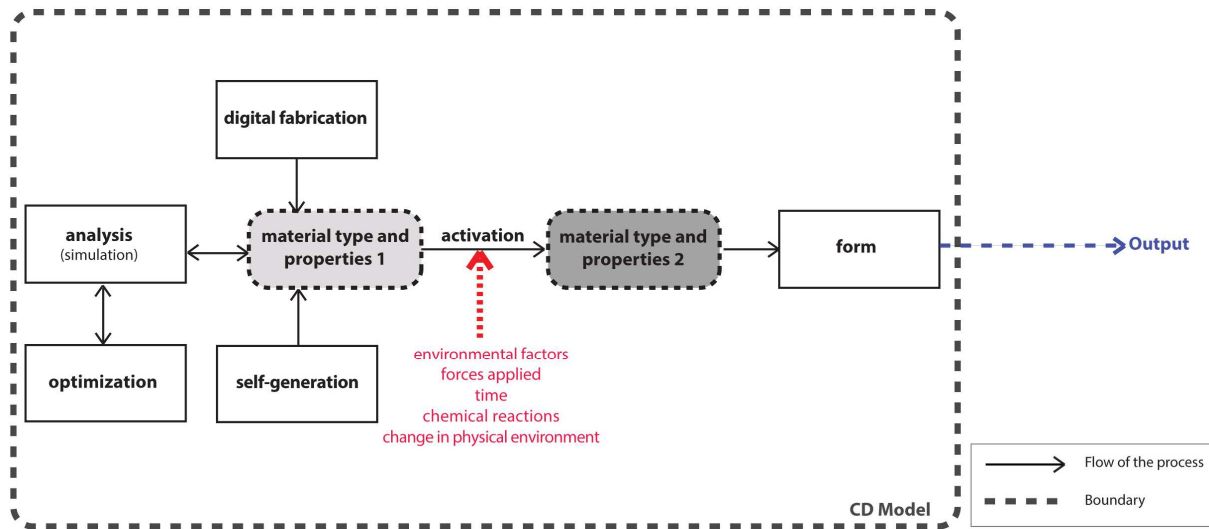 digital fabrication
analysis
(simulation)
material type and
properties 1
activation
material type and
properties 2
form
Output
optimization
self-generation
environmental factors
forces applied
time
chemical reactions
change in physical environment
CD Model
Flow of the process
Boundary